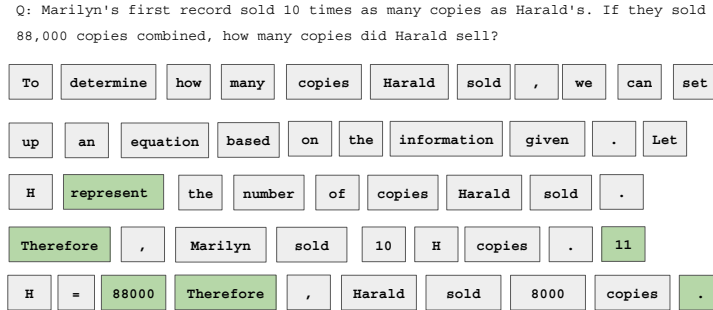 Q: Marilyn's first record sold 10 times as many copies as Harald's. If they sold
88,000 copies combined, how many copies did Harald sell?
To determine how many copies Harald sold , we can set
up an equation based on the information given . Let
H represent the number of copies Harald sold .
Therefore , Marilyn sold 10 H copies . 11
H = 88000 Therefore , Harald sold 8000 copies .